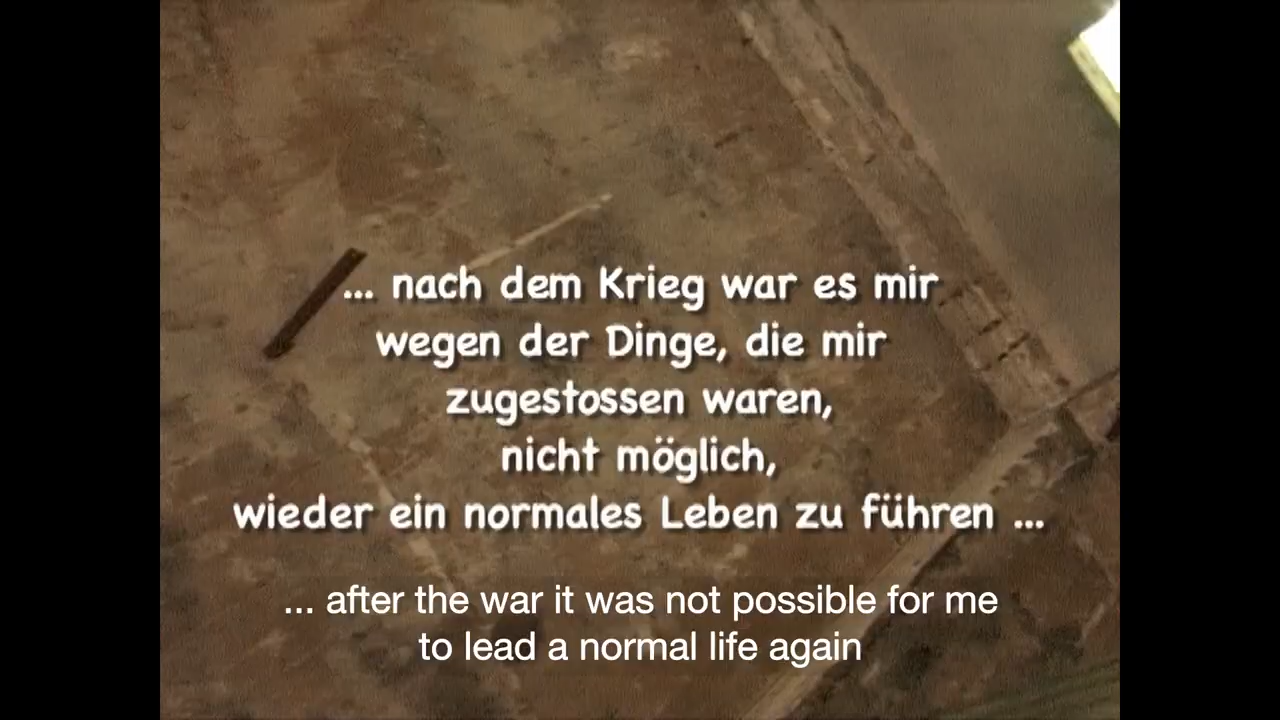 ... nach dem Krieg war es mir
wegen der Dinge, die mir
zugestossen waren,
nicht möglich,
wieder ein normales Leben zu führen ...
... after the war it was not possible for me
to lead a normal life again